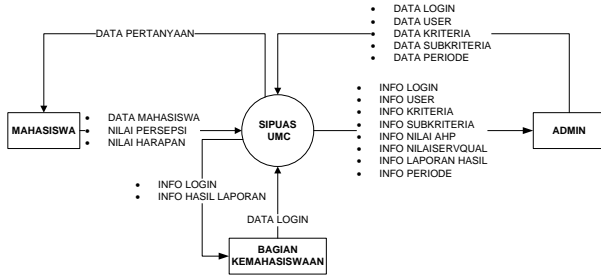 DATA LOGIN
DATA USER
DATA KRITERIA
DATA SUBKRITERIA
DATA PERIODE
DATA PERTANYAAN
MAHASISWA
DATA MAHASISWA
NILAI PERSEPSI
NILAI HARAPAN
SIPUAS
UMC
INFO LOGIN
INFO USER
INFO KRITERIA
INFO SUBKRITERIA
INFO NILAI AHP
INFO NILAISERVQUAL
INFO LAPORAN HASIL
INFO PERIODE
ADMIN
INFO LOGIN
INFO HASIL LAPORAN
DATA LOGIN
BAGIAN
KEMAHASISWAAN